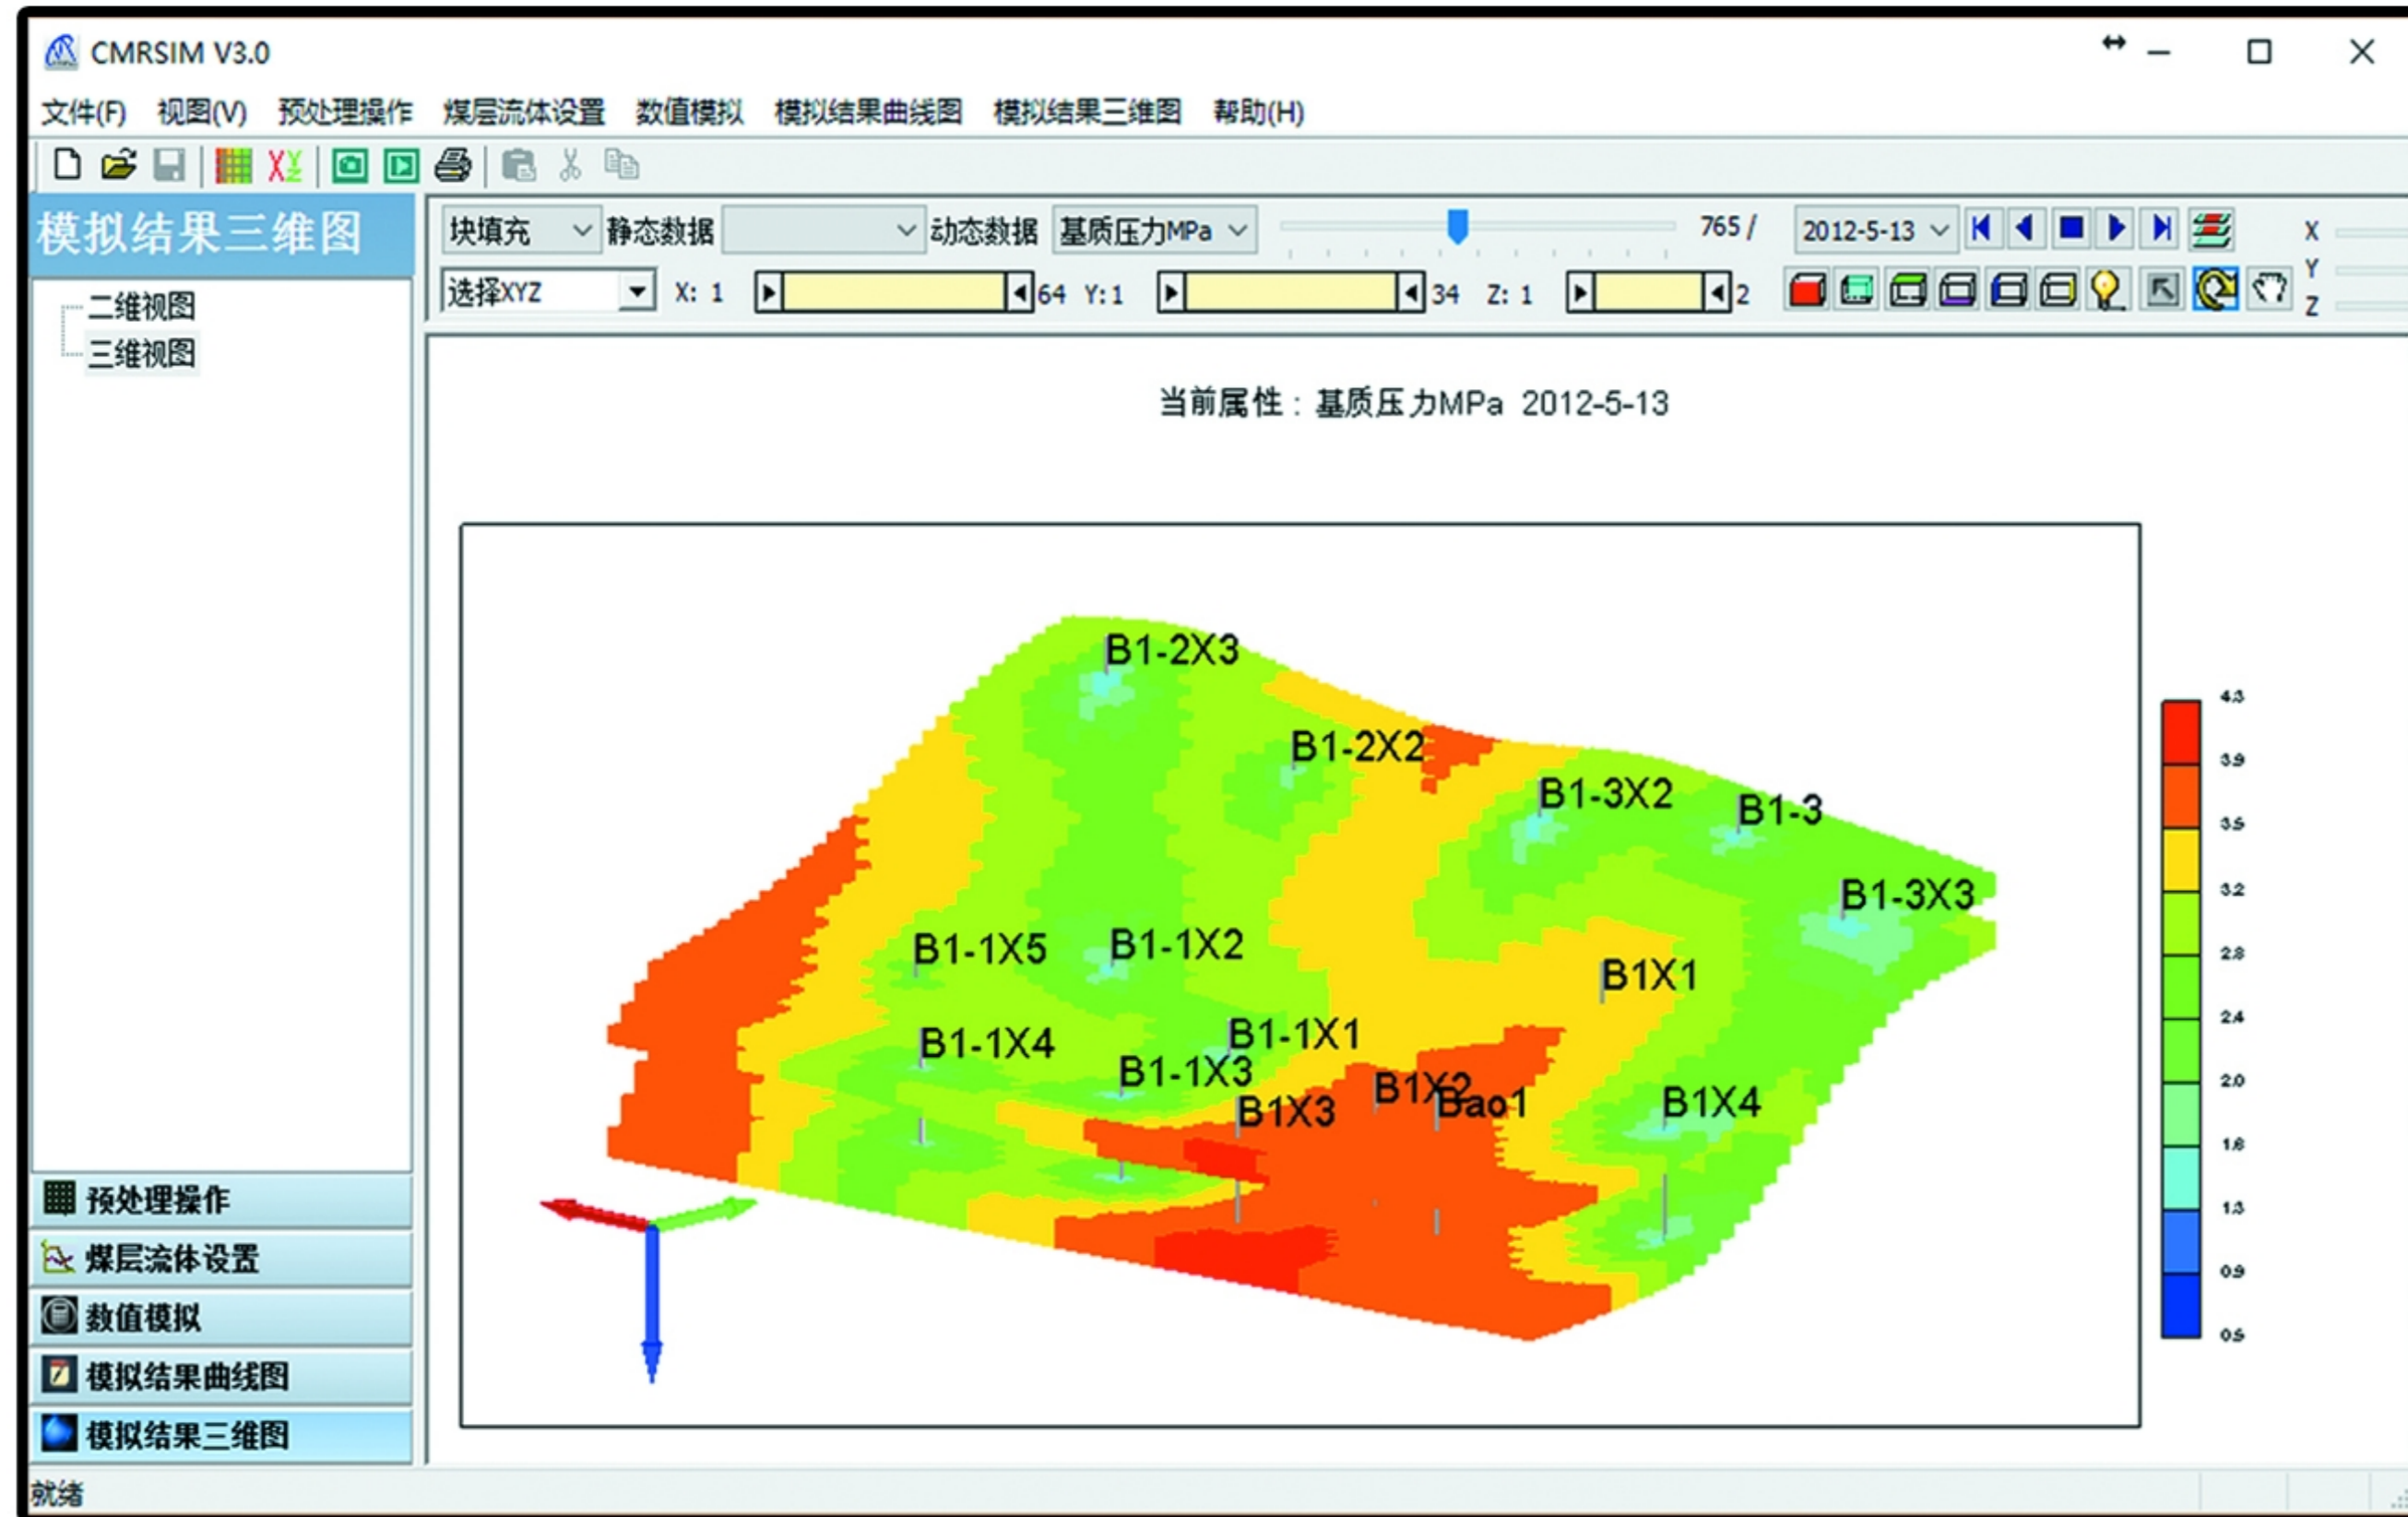 CMRSIM V3.0
文件(F) 视图(V) 预处理操作 煤层流体设置 数值模拟 模拟结果曲线图 模拟结果三维图 帮助(H)
模拟结果三维图
二维视图
三维视图
预处理操作
煤层流体设置
数值模拟
模拟结果曲线图
模拟结果三维图
就绪
块填充 静态数据 动态数据 基质压力MPa 765 / 2012-5-13 X
选择XYZ X: 1 64 Y:1 34 Z: 1 2 Y
Z
当前属性：基质压力MPa 2012-5-13
B1-2X3
B1-2X2
B1-3X2
B1-3
B1-3X3
B1-1X5
B1-1X2
B1X1
B1-1X4
B1-1X1
B1-1X3
B1X2
Bao1
B1X3
B1X4
4.3
3.9
3.5
3.2
2.8
2.4
2.0
1.6
1.3
0.9
0.5